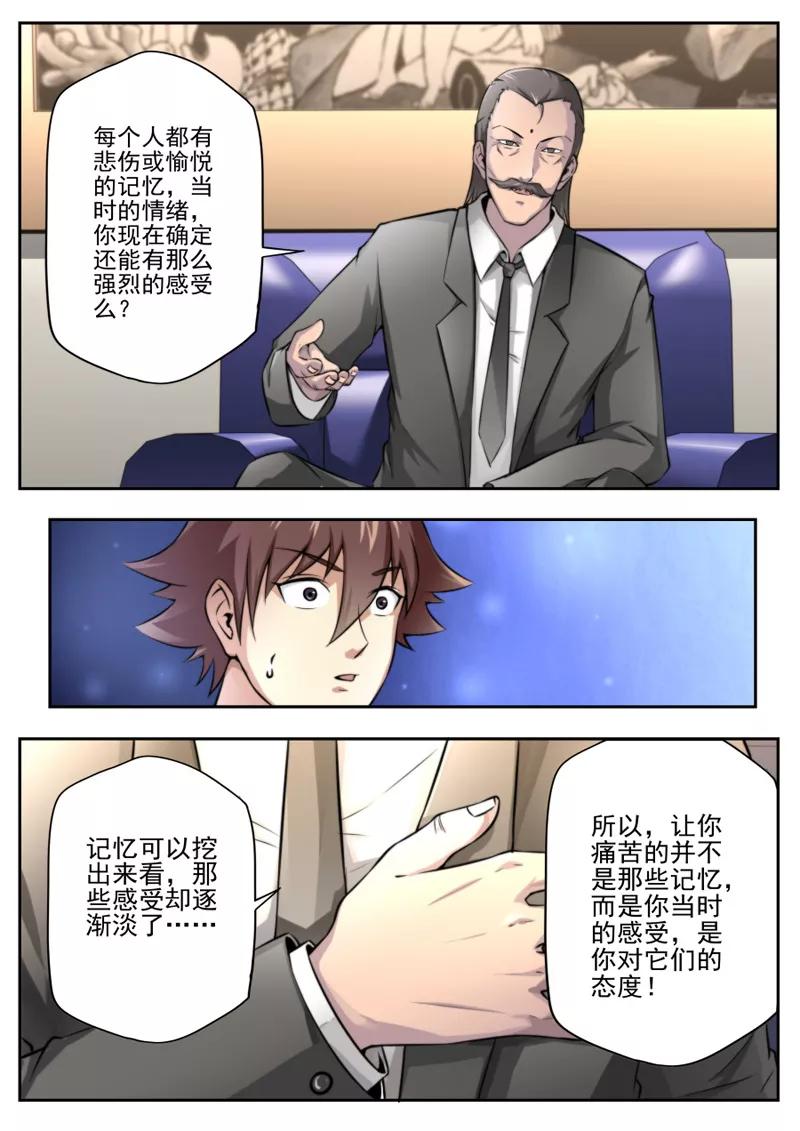 每个人都有
悲伤或愉悦
的记忆，当
时的情绪，
你现在确定
还能有那么
强烈的感受
么？
记忆可以挖
出来看，那
些感受却逐
渐淡了……
所以，让你
痛苦的并不
是那些记忆，
而是你当时
的感受，是
你对它们的
态度！